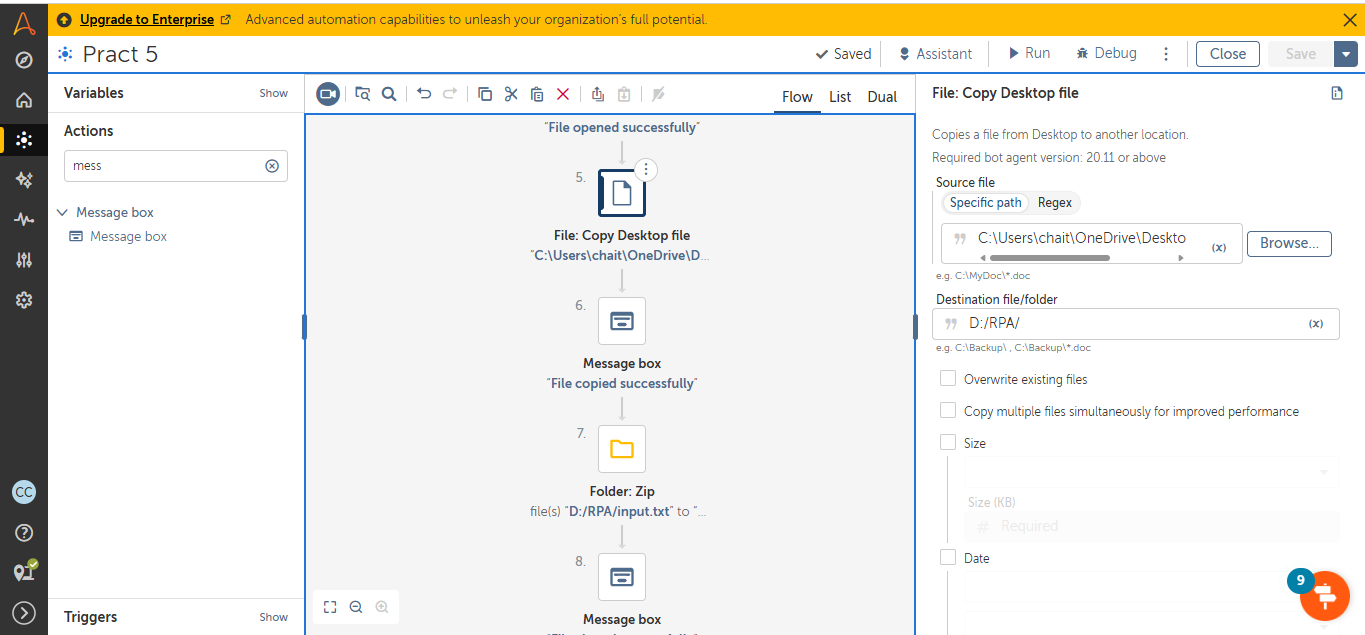 Upgrade to Enterprise Advanced automation capabilities to unleash your organization's full potential.
Pract 5
Saved
Assistant
Run
Debug
Close
Save
Variables
Show
Actions
mess
Message box
Message box
Triggers
Show
Flow
List
Dual
"File opened successfully"
5.
File: Copy Desktop file
"C:\Users\chait\OneDrive\D...
6.
Message box
"File copied successfully"
7.
Folder: Zip
file(s) "D:/RPA/input.txt" to "...
8.
Message box
File: Copy Desktop file
Copies a file from Desktop to another location.
Required bot agent version: 20.11 or above
Source file
Specific path
Regex
C:\Users\chait\OneDrive\Deskto
(x)
Browse...
e.g. C:\MyDoc\*.doc
Destination file/folder
D:/RPA/
(x)
e.g. C:\Backup\ , C:\Backup\*.doc
Overwrite existing files
Copy multiple files simultaneously for improved performance
Size
Size (KB)
# Required
Date
CC
9